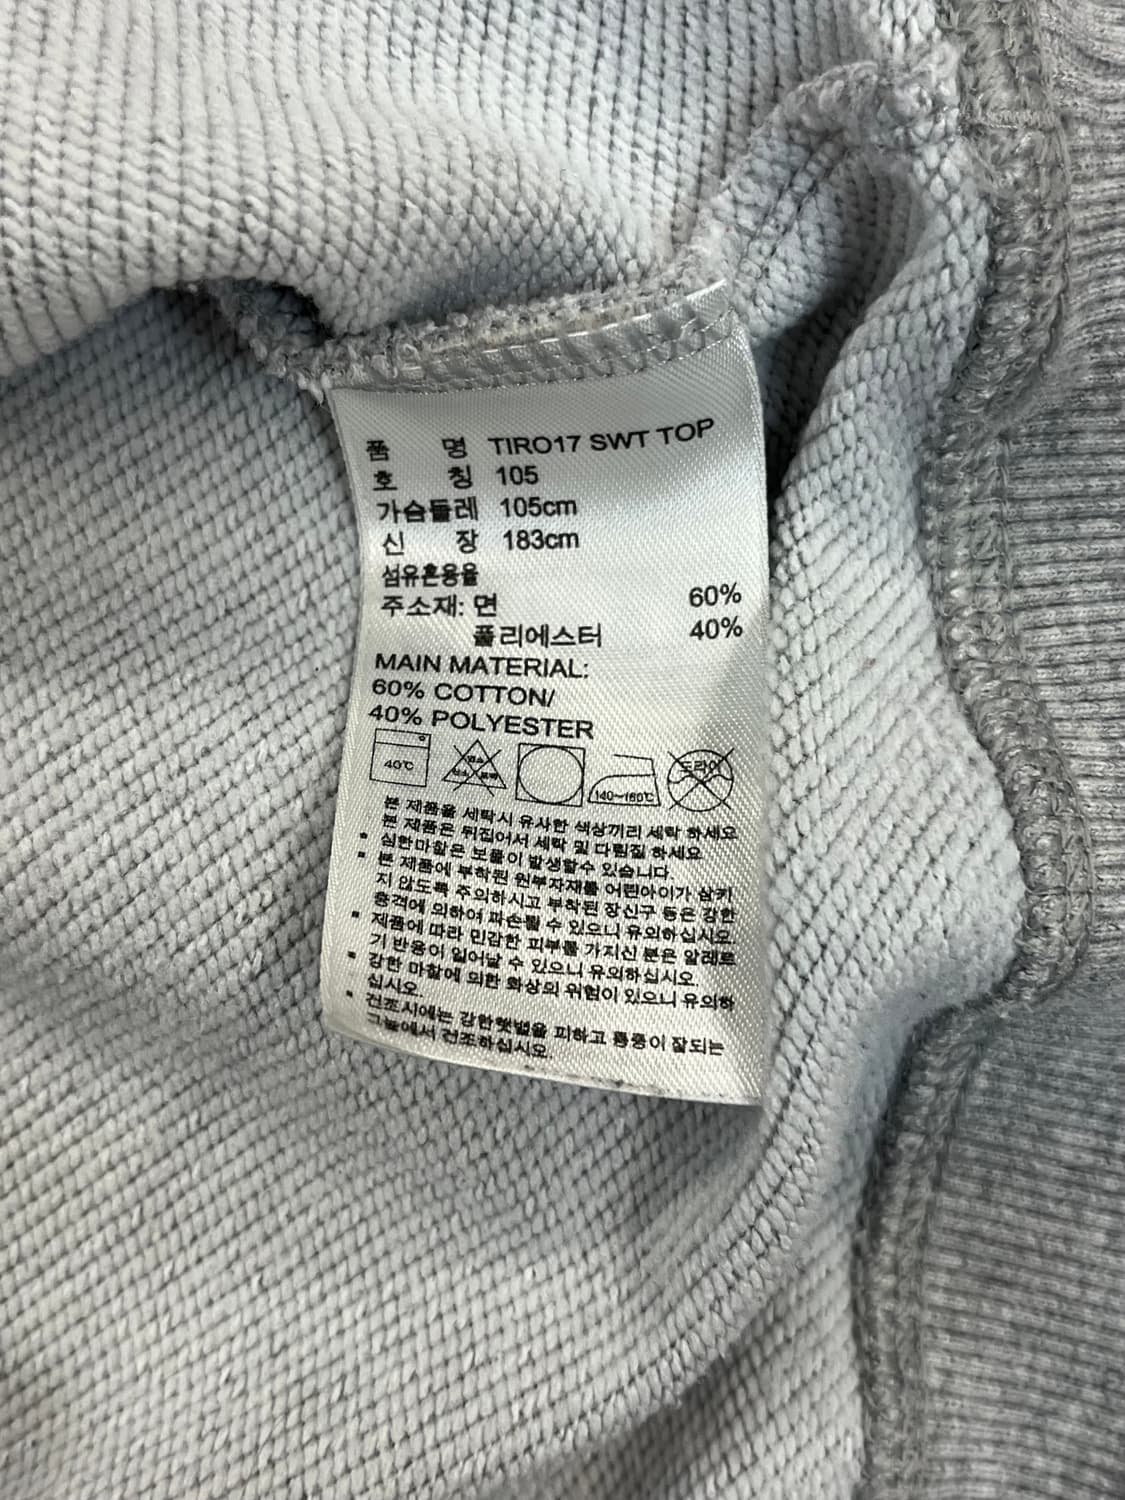 품 명 TIRO17 SWT TOP
호 칭 105
가슴둘레 105cm
신 장 183cm
섬유혼용율
주소재: 면 60%
폴리에스터 40%
MAIN MATERIAL:
60% COTTON/
40% POLYESTER
40℃ 140~160℃ 드라이
본 제품을 세탁시 유사한 색상끼리 세탁 하세요
본 제품은 뒤집어서 세탁 및 다림질 하세요
▪ 심한마찰은 보풀이 발생할수 있습니다.
▪ 본 제품에 부착된 원부자재를 어린아이가 삼키
지 않도록 주의하시고 부착된 장신구 등은 강한
충격에 의하여 파손될 수 있으니 유의하십시오.
▪ 제품에 따라 민감한 피부를 가지신 분은 알레르
기 반응이 일어날 수 있으니 유의하십시오.
▪ 강한 마찰에 의한 화상의 위험이 있으니 유의하
십시오.
▪ 건조시에는 강한햇볕을 피하고 통풍이 잘되는
그늘에서 건조하십시오.